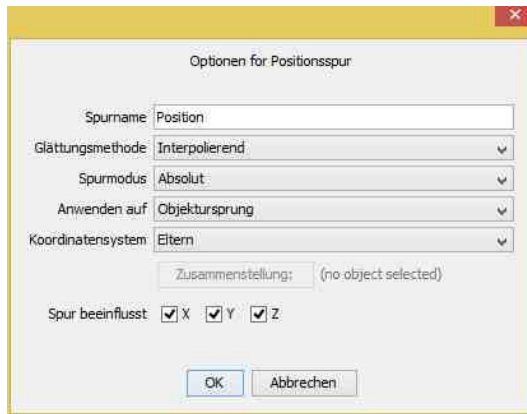 Optionen for Positionsspur
Spurname Position
Glättungsmethode Interpolierend
Spurmodus Absolut
Anwenden auf Objektursprung
Koordinatensystem Eltern
Zusammenstellung: (no object selected)
Spur beeinflusst X Y Z
OK Abbrechen